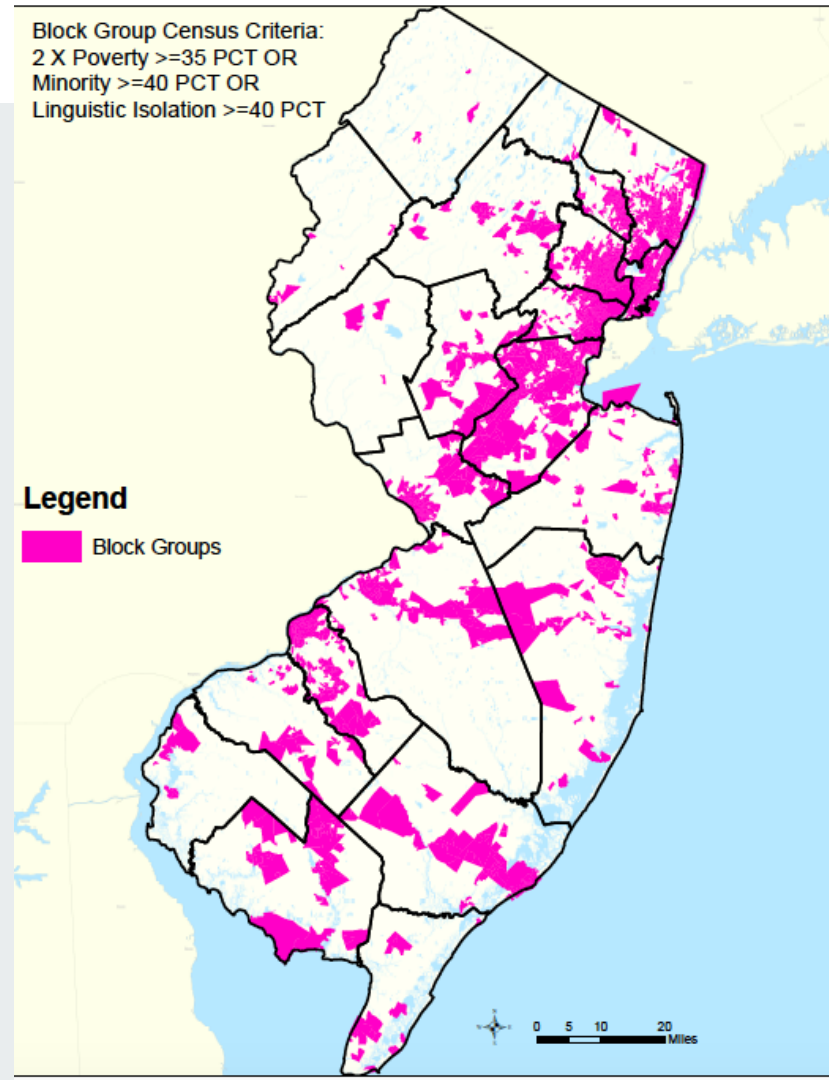 Block Group Census Criteria:
2 X Poverty >=35 PCT OR
Minority >=40 PCT OR
Linguistic Isolation >=40 PCT
Legend
Block Groups
0 5 10 20
Miles